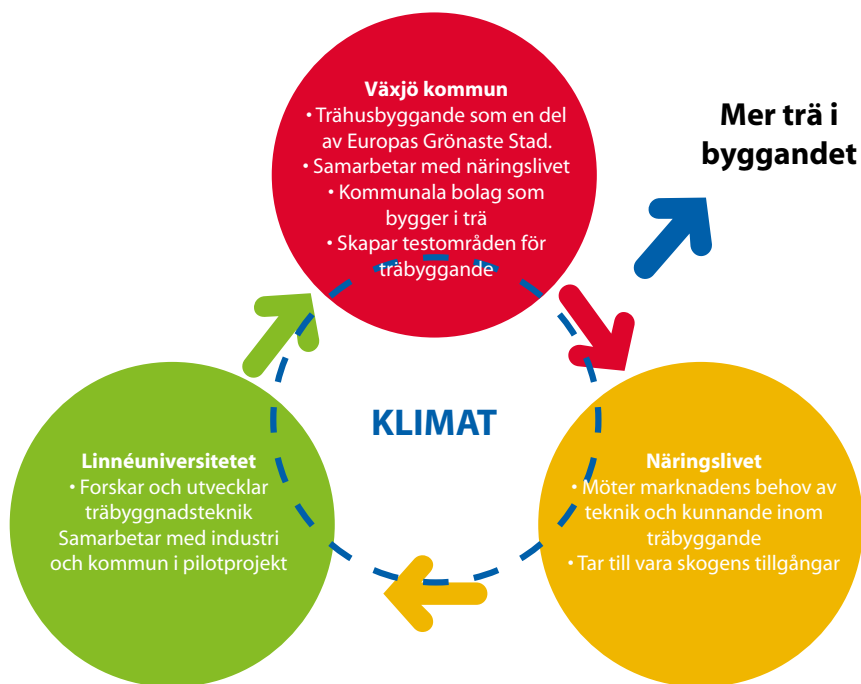 Växjö kommun
• Trähusbyggande som en del
av Europas Grönaste Stad.
• Samarbetar med näringslivet
• Kommunala bolag som
bygger i trä
• Skapar testområden för
träbyggande
Mer trä i
byggandet
KLIMAT
Linnéuniversitetet
• Forskar och utvecklar
träbyggnadsteknik
Samarbetar med industri
och kommun i pilotprojekt
Näringslivet
• Möter marknadens behov av
teknik och kunnande inom
träbyggande
• Tar till vara skogens tillgångar